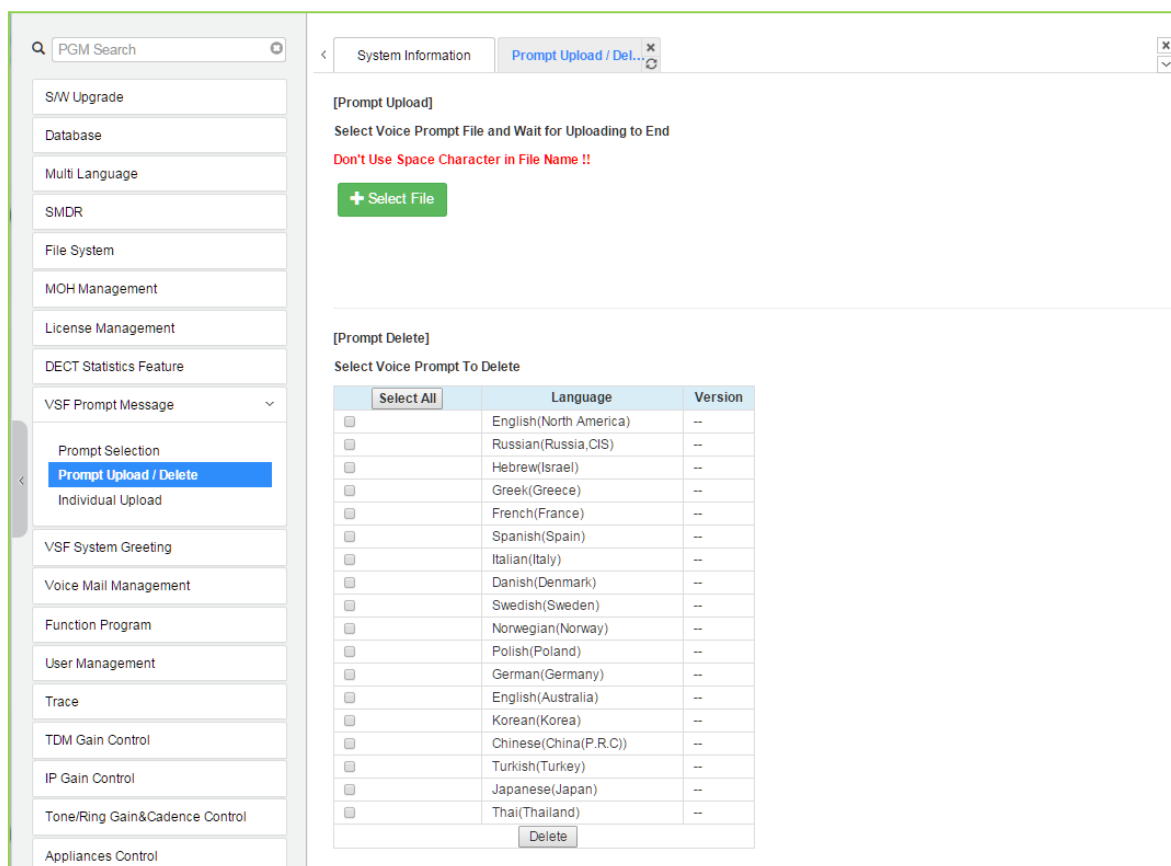 PGM Search
S/W Upgrade
Database
Multi Language
SMDR
File System
MOH Management
License Management
DECT Statistics Feature
VSF Prompt Message
Prompt Selection
Prompt Upload / Delete
Individual Upload
VSF System Greeting
Voice Mail Management
Function Program
User Management
Trace
TDM Gain Control
IP Gain Control
Tone/Ring Gain&Cadence Control
Appliances Control
System Information
Prompt Upload / Del...
[Prompt Upload]
Select Voice Prompt File and Wait for Uploading to End
Don't Use Space Character in File Name !!
Select File
[Prompt Delete]
Select Voice Prompt To Delete
Select All Language Version
English(North America) --
Russian(Russia,CIS) --
Hebrew(Israel) --
Greek(Greece) --
French(France) --
Spanish(Spain) --
Italian(Italy) --
Danish(Denmark) --
Swedish(Sweden) --
Norwegian(Norway) --
Polish(Poland) --
German(Germany) --
English(Australia) --
Korean(Korea) --
Chinese(China(P.R.C)) --
Turkish(Turkey) --
Japanese(Japan) --
Thai(Thailand) --
Delete